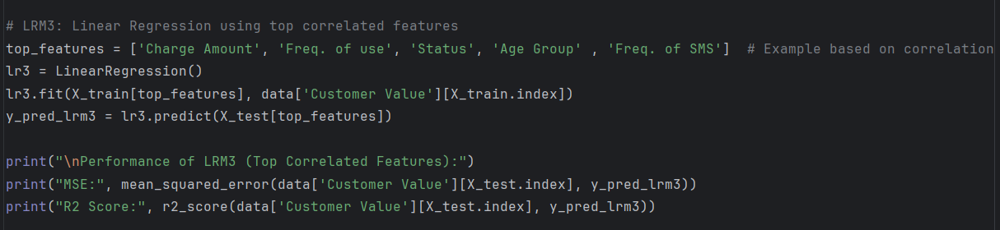 # LRM3: Linear Regression using top correlated features
top_features = ['Charge Amount', 'Freq. of use', 'Status', 'Age Group' , 'Freq. of SMS']  # Example based on correlation
lr3 = LinearRegression()
lr3.fit(X_train[top_features], data['Customer Value'][X_train.index])
y_pred_lrm3 = lr3.predict(X_test[top_features])
print("\nPerformance of LRM3 (Top Correlated Features):")
print("MSE:", mean_squared_error(data['Customer Value'][X_test.index], y_pred_lrm3))
print("R2 Score:", r2_score(data['Customer Value'][X_test.index], y_pred_lrm3))